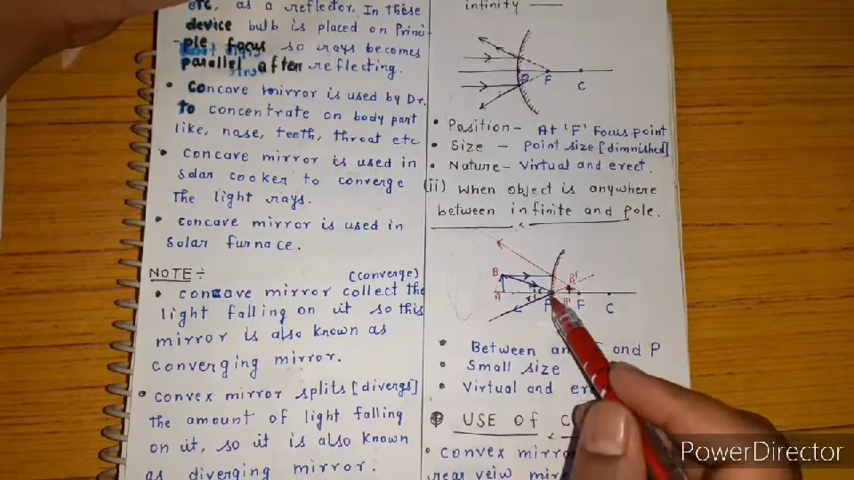 etc, as a reflector. In these
device bulb is placed on Princi-
ple focus so rays becomes
parallel after reflecting.
• Concave mirror is used by Dr.
to concentrate on body part
like, nose, teeth, throat etc
• Concave mirror is used in
Solar cooker to converge
The light rays.
• Concave mirror is used in
Solar furnace.
NOTE ÷ (converge)
• concave mirror collect the
light falling on it so this
mirror is also known as
converging mirror.
• Convex mirror splits [divergs]
the amount of light falling
on it, so it is also known
as diverging mirror.
infinity
P F C
• Position - At 'F' Focus point
• Size - Point size [dimnished]
• Nature - Virtual and erect.
(ii) When object is anywhere
between infinite and pole.
B B'
A F C
Between and P
Small size
Virtual and
USE OF
• Convex mirror
rear veiw
PowerDirector